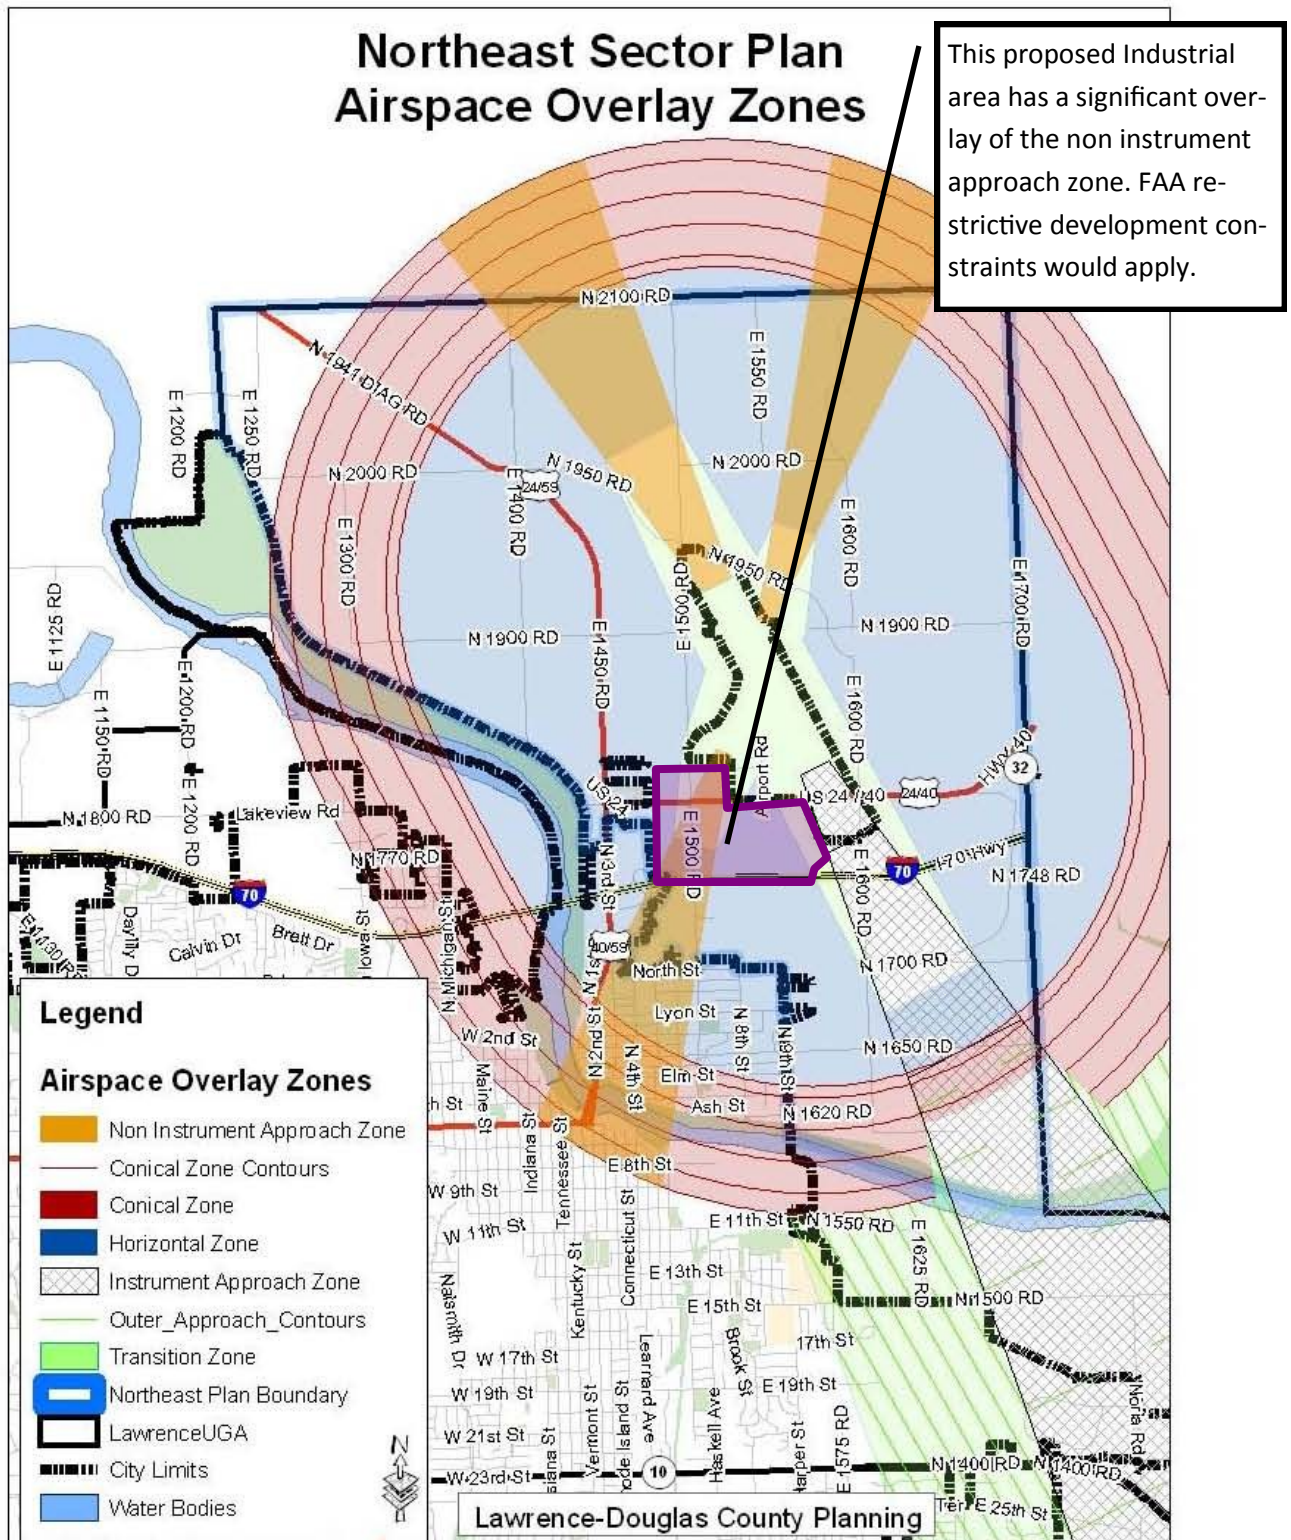 Northeast Sector Plan
Airspace Overlay Zones
This proposed Industrial
area has a significant over-
lay of the non instrument
approach zone. FAA re-
strictive development con-
straints would apply.
N 2100 RD
N 1941 DIAG RD
E 1550 RD
E 1200 RD
E 1250 RD
N 2000 RD
E 1400 RD
24/59
N 1950 RD
N 2000 RD
E 1300 RD
E 1600 RD
N 1950 RD
E 1500 RD
E 1700 RD
E 1125 RD
N 1900 RD
E 1450 RD
N 1900 RD
E 1150 RD
E 1200 RD
E 1600 RD
Airport Rd
HWY 40
32
US 24
US 24 / 40
24/40
E 1200 RD
N 1800 RD
Lakeview Rd
N 1770 RD
E 1500 RD
N 3rd St
E 1600 RD
I-70 Hwy
70
N 1748 RD
70
E 1130 RD
Dayllily D
Calvin Dr
Brett Dr
N Michigan St
40/59
N 1st
North St
N 1700 RD
Lyon St
N 2nd St
N 8th St
N 9th St
W 2nd St
N 4th St
Elm St
N 1650 RD
Maine St
Ash St
N 1620 RD
Indiana St
Tennessee St
E 8th St
W 9th St
W 11th St
E 11th St
N 1550 RD
E 1625 RD
Connecticut St
Kentucky St
E 13th St
Naismith Dr
E 15th St
N 1500 RD
17th St
W 17th St
Learnard Ave
Brook St
W 19th St
E 19th St
Vermont St
Haskell Ave
E 1575 RD
Noria Rd
W 21st St
W 23rd St
10
N 1400 RD
N 1400 RD
E 25th St
Legend
Airspace Overlay Zones
Non Instrument Approach Zone
Conical Zone Contours
Conical Zone
Horizontal Zone
Instrument Approach Zone
Outer_Approach_Contours
Transition Zone
Northeast Plan Boundary
LawrenceUGA
City Limits
Water Bodies
N
Lawrence-Douglas County Planning